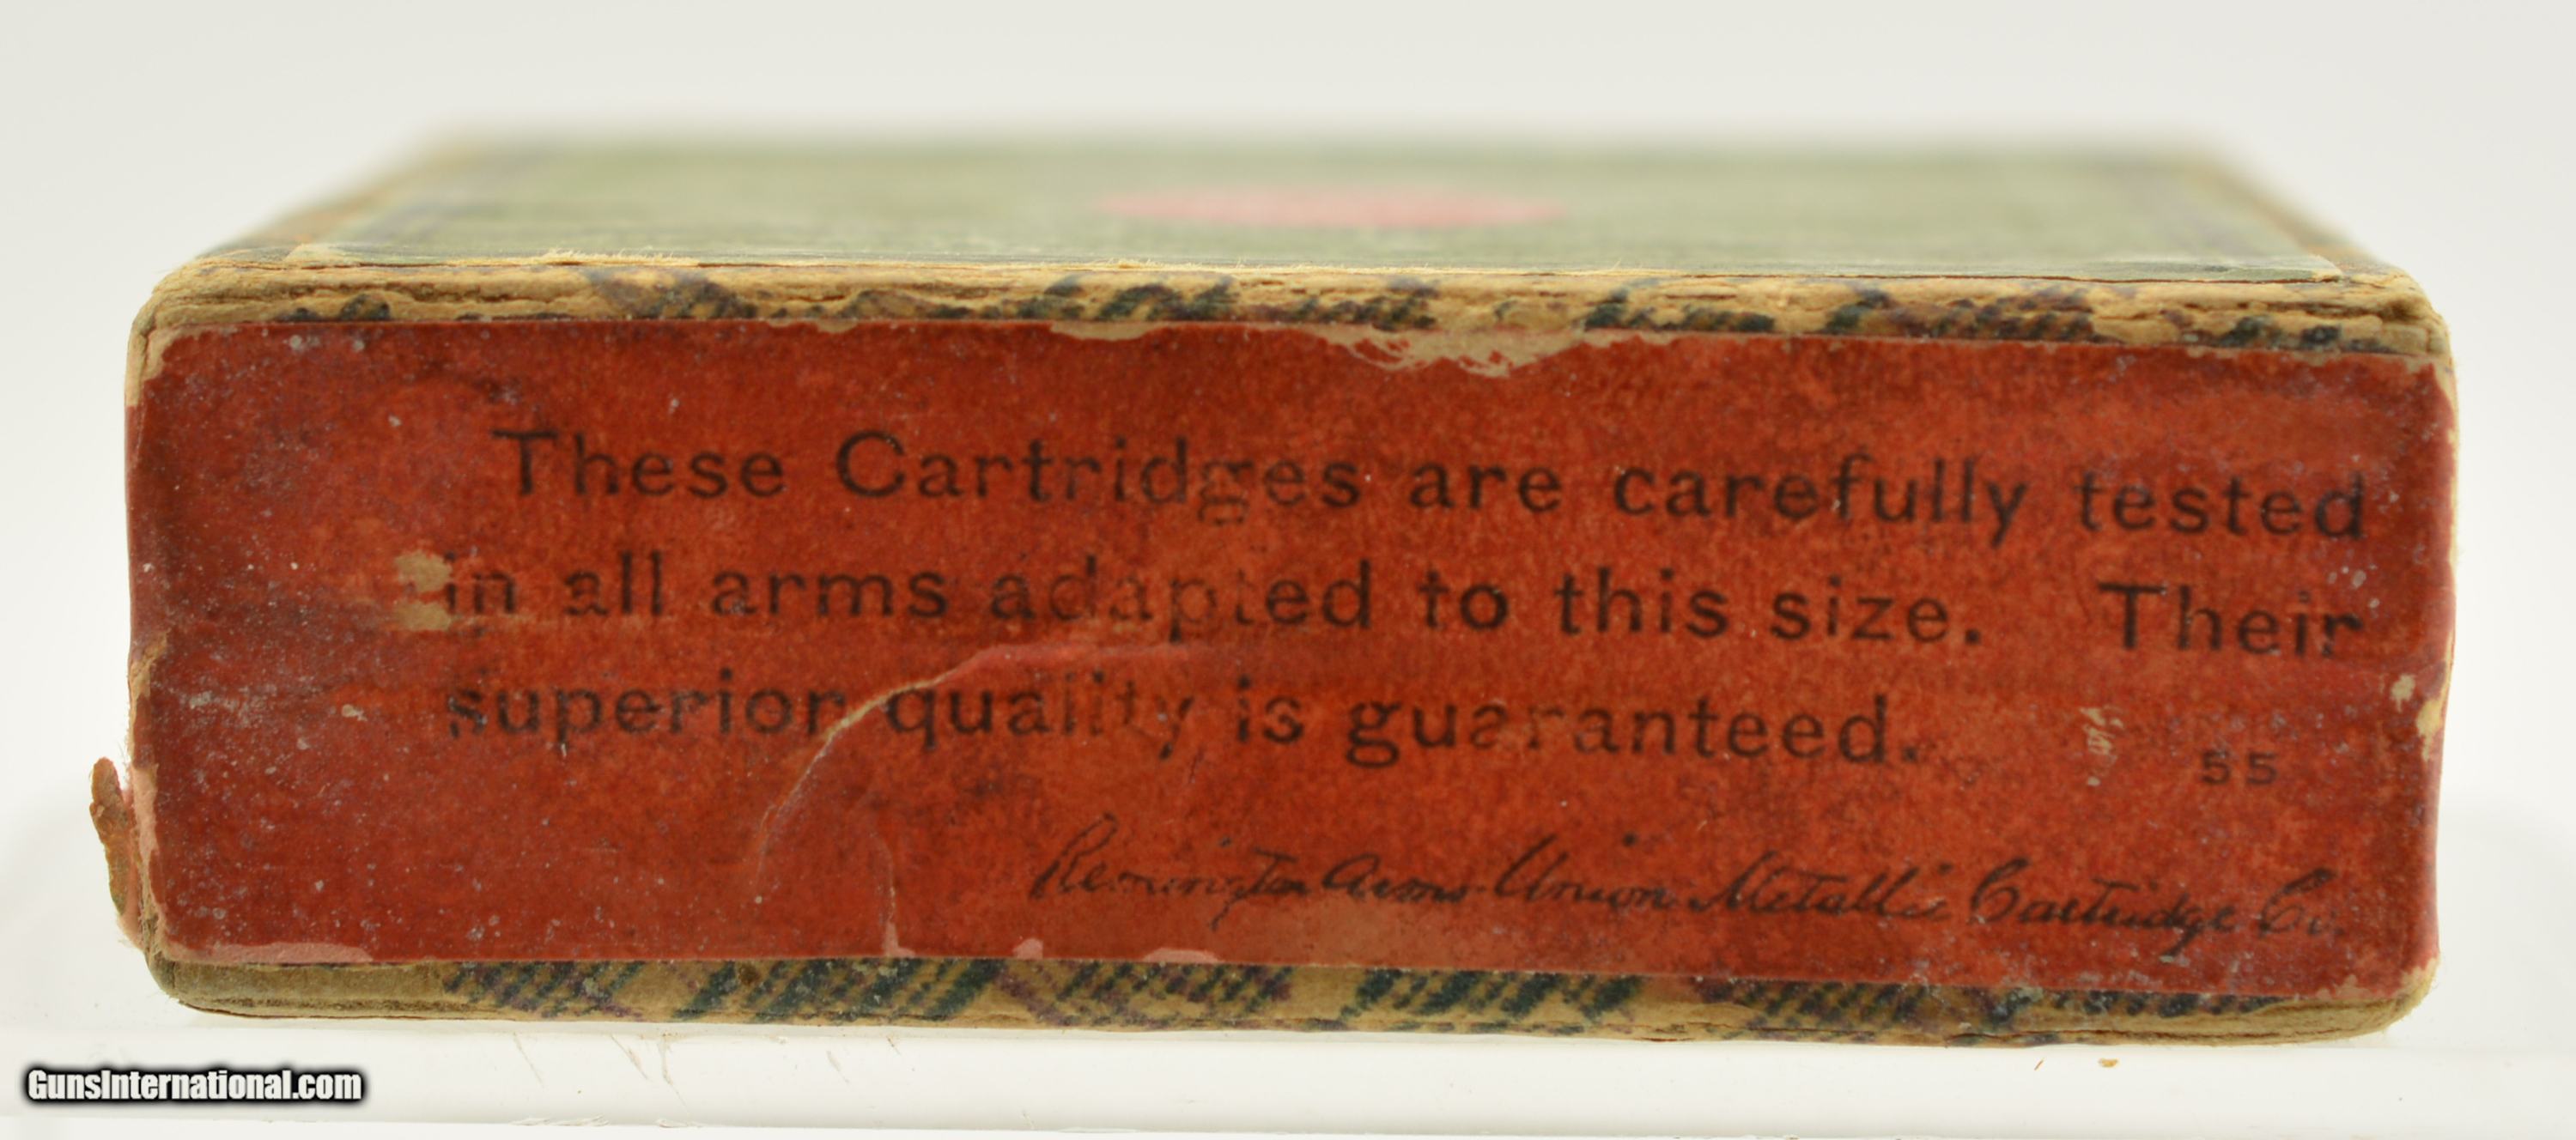 These Cartridges are carefully tested
in all arms adapted to this size. Their
superior quality is guaranteed.
55
Remington Arms Union Metallic Cartridge Co.
GunsInternational.com